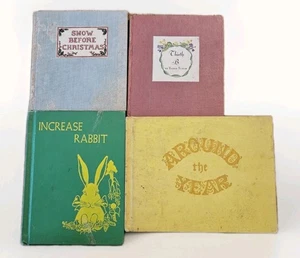 SNOW
BEFORE
CHRISTMAS
INCREASE
RABBIT
AROUND
the
YEAR